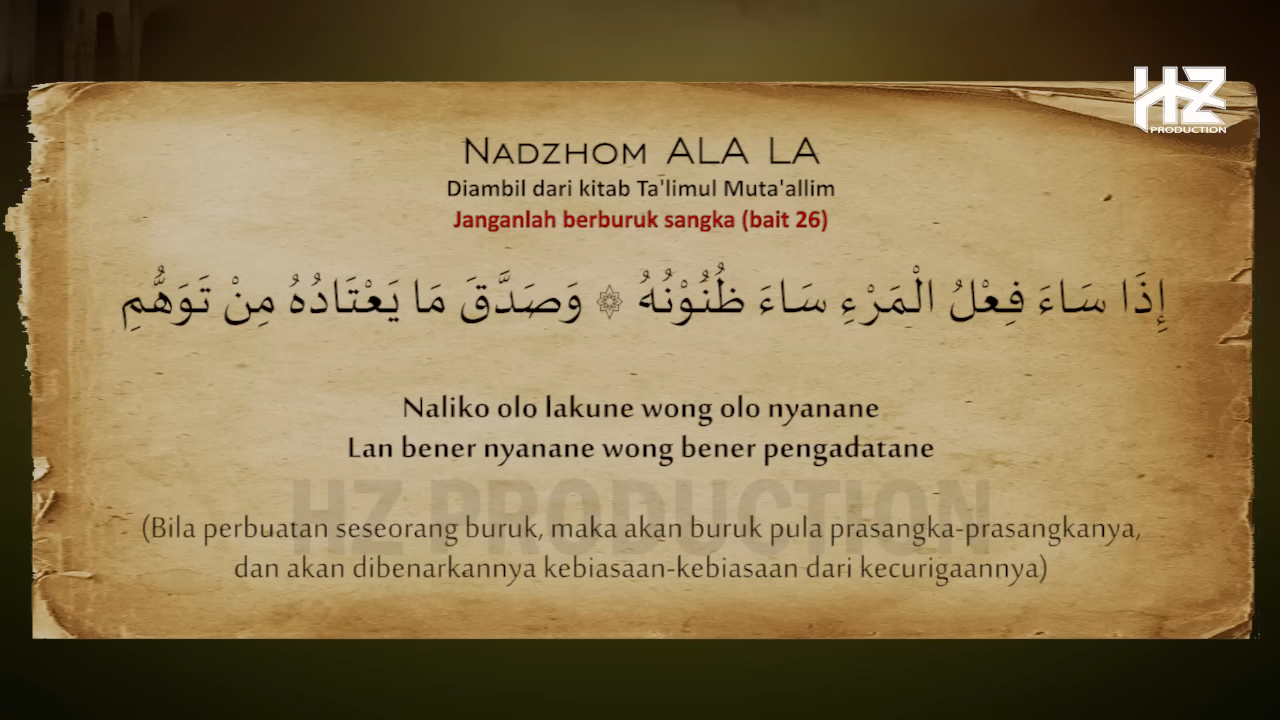 HZ
PRODUCTION
NADZHOM ALA LA
Diambil dari kitab Ta'limul Muta'allim
Janganlah berburuk sangka (bait 26)
إِذَا سَاءَ فِعْلُ الْمَرْءِ سَاءَ ظُنُوْنُهُ ۞ وَصَدَّقَ مَا يَعْتَادُهُ مِنْ تَوَهُّمِ
Naliko olo lakune wong olo nyanane
Lan bener nyanane wong bener pengadatane
HZ PRODUCTION
(Bila perbuatan seseorang buruk, maka akan buruk pula prasangka-prasangkanya,
dan akan dibenarkannya kebiasaan-kebiasaan dari kecurigaannya)